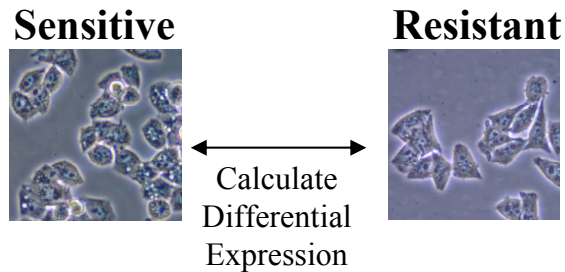 Sensitive
Resistant
Calculate
Differential
Expression